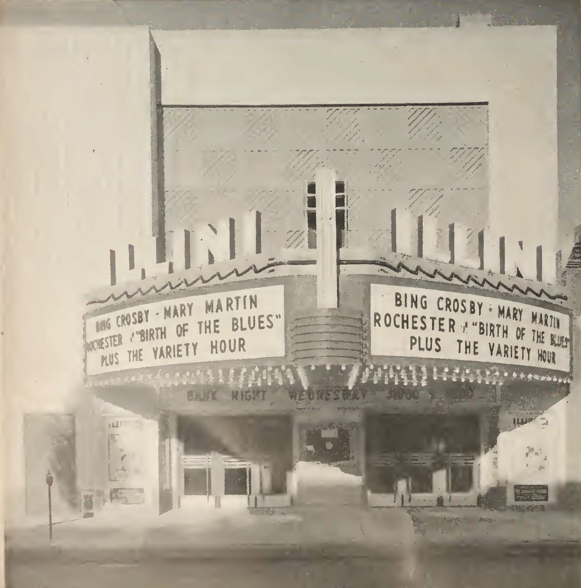 BING CROSBY - MARY MARTIN
ROCHESTER in "BIRTH OF THE BLUES"
PLUS THE VARIETY HOUR
BING CROSBY - MARY MARTIN
ROCHESTER in "BIRTH OF THE BLUES"
PLUS THE VARIETY HOUR
BANK NIGHT WEDNESDAY